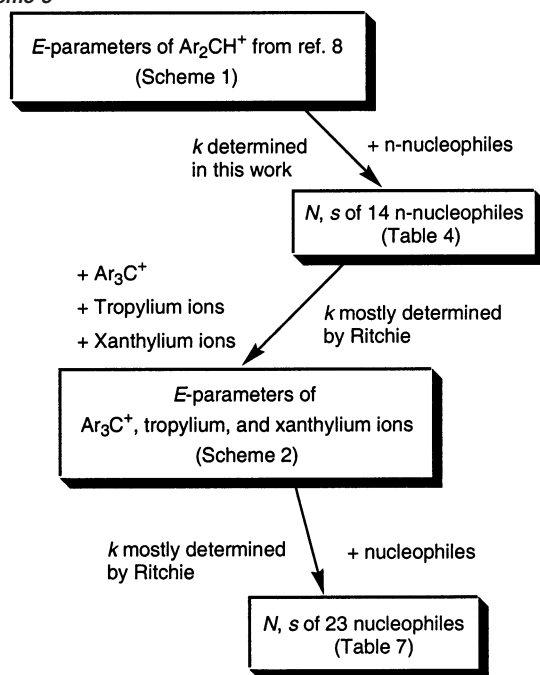 E-parameters of Ar2CH+ from ref. 8
(Scheme 1)
k determined
in this work
+ n-nucleophiles
N, s of 14 n-nucleophiles
(Table 4)
+ Ar3C+
+ Tropylium ions
+ Xanthylium ions
k mostly determined
by Ritchie
E-parameters of
Ar3C+, tropylium, and xanthylium ions
(Scheme 2)
k mostly determined
by Ritchie
+ nucleophiles
N, s of 23 nucleophiles
(Table 7)